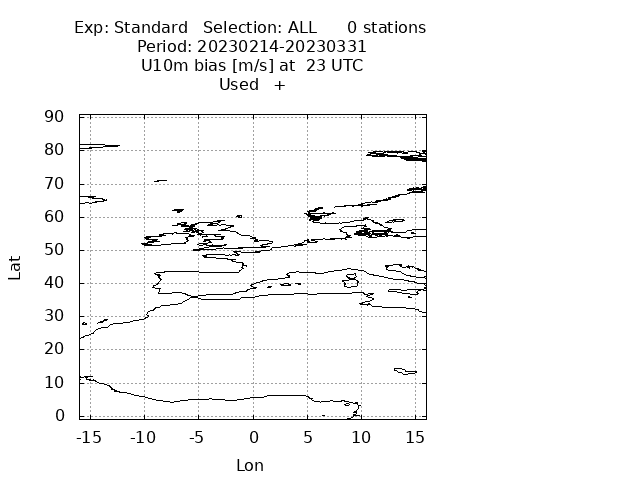 Exp: Standard   Selection: ALL      0 stations
Period: 20230214-20230331
U10m bias [m/s] at  23 UTC
Used   +
90
80
70
60
50
40
30
20
10
0
Lat
-15 -10 -5 0 5 10 15
Lon